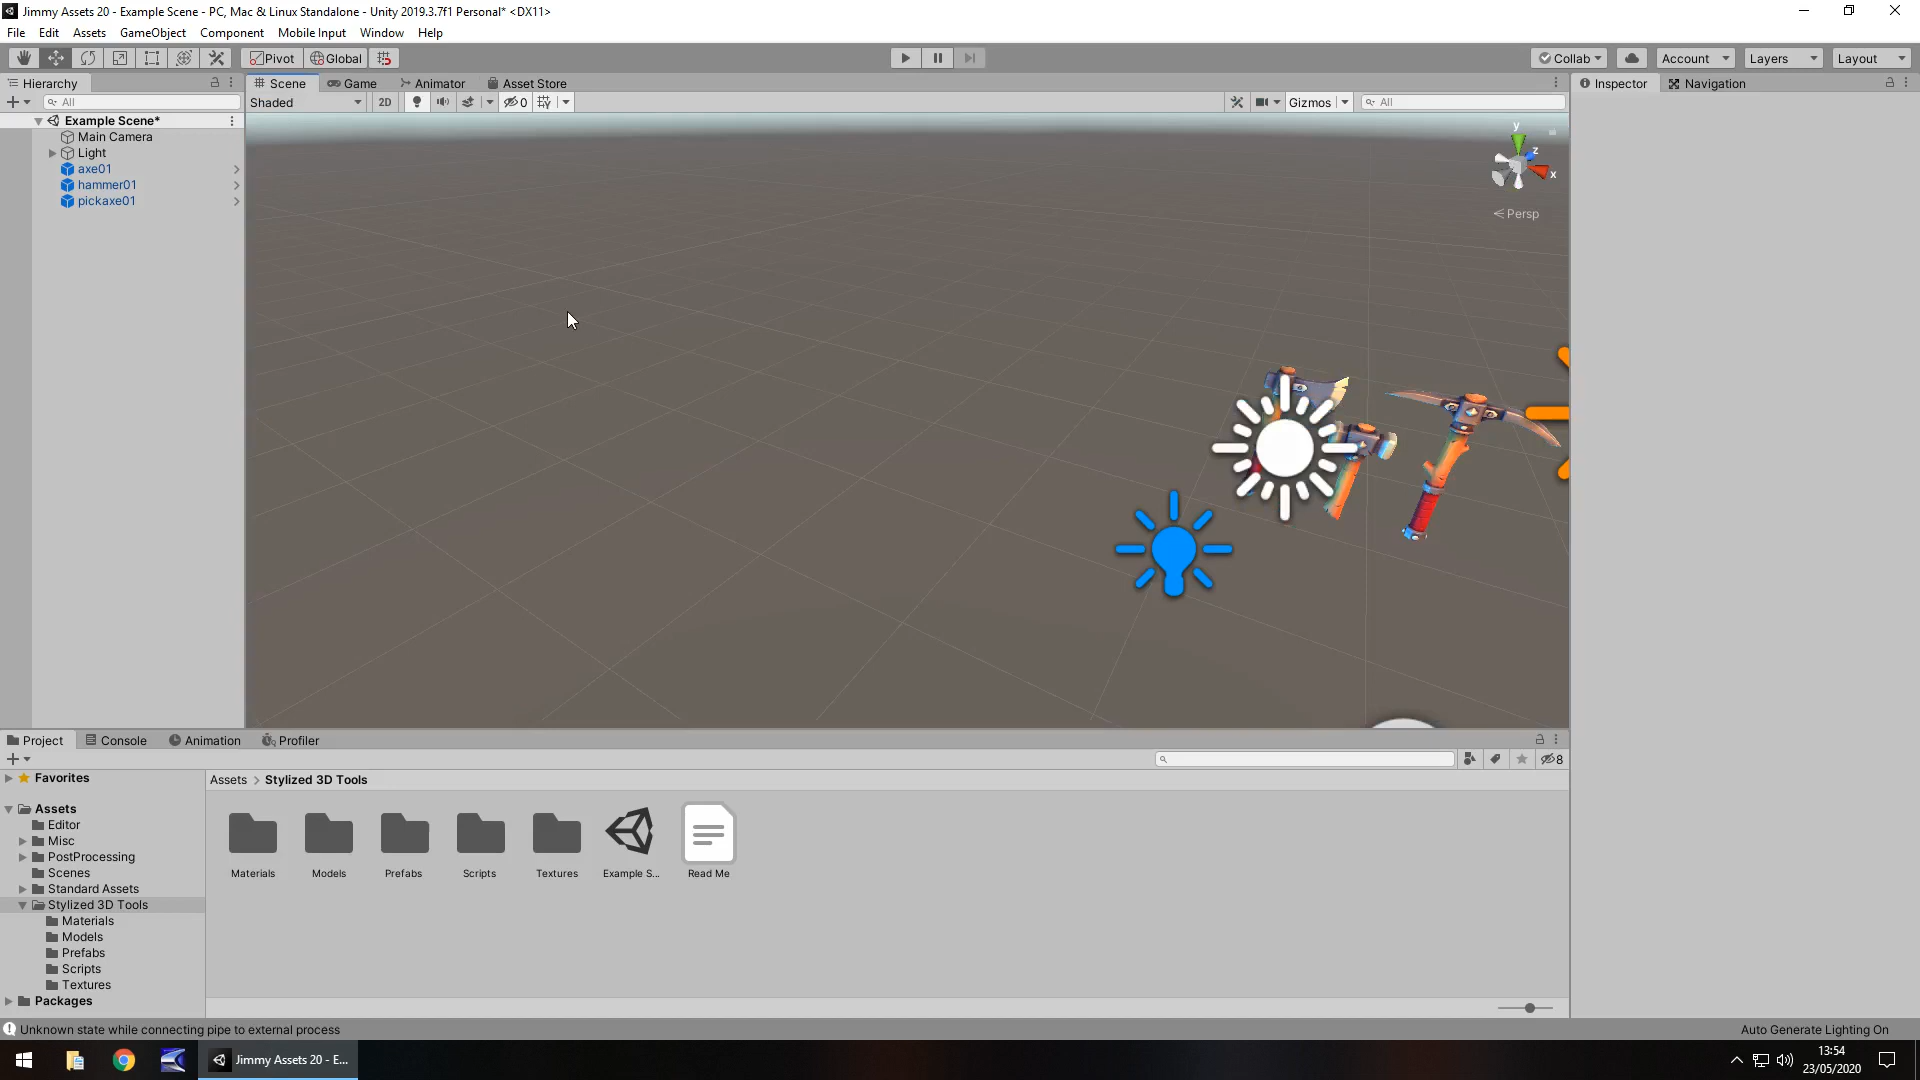 Jimmy Assets 20 - Example Scene - PC, Mac & Linux Standalone - Unity 2019.3.7f1 Personal* <DX11>
File Edit Assets GameObject Component Mobile Input Window Help
Pivot Global Collab Account Layers Layout
Hierarchy Scene Game Animator Asset Store Inspector Navigation
All Shaded 2D 0 Gizmos All
Example Scene*
Main Camera
Light
axe01
hammer01
pickaxe01
y
z
x
Persp
Project Console Animation Profiler
8
Favorites
Assets > Stylized 3D Tools
Assets
Editor
Misc
PostProcessing
Scenes
Standard Assets
Stylized 3D Tools
Materials
Models
Prefabs
Scripts
Textures
Packages
Materials Models Prefabs Scripts Textures Example S... Read Me
Unknown state while connecting pipe to external process
Auto Generate Lighting On
Jimmy Assets 20 - E...
13:54
23/05/2020